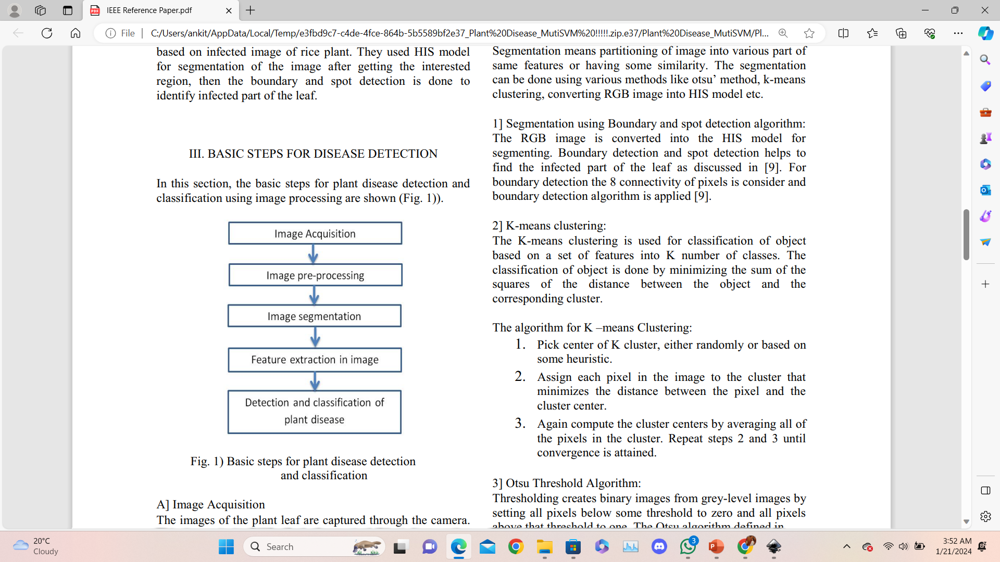 IEEE Reference Paper.pdf
File
C:/Users/ankit/AppData/Local/Temp/e3fbd9c7-c4de-4fce-864b-5b5589bf2e37_Plant%20Disease_MutiSVM%20!!!!!.zip.e37/Plant%20Disease_MutiSVM/Pl...
based on infected image of rice plant. They used HIS model
for segmentation of the image after getting the interested
region, then the boundary and spot detection is done to
identify infected part of the leaf.
III. BASIC STEPS FOR DISEASE DETECTION
In this section, the basic steps for plant disease detection and
classification using image processing are shown (Fig. 1)).
Image Acquisition
Image pre-processing
Image segmentation
Feature extraction in image
Detection and classification of
plant disease
Fig. 1) Basic steps for plant disease detection
and classification
A] Image Acquisition
The images of the plant leaf are captured through the camera.
Segmentation means partitioning of image into various part of
same features or having some similarity. The segmentation
can be done using various methods like otsu’ method, k-means
clustering, converting RGB image into HIS model etc.
1] Segmentation using Boundary and spot detection algorithm:
The RGB image is converted into the HIS model for
segmenting. Boundary detection and spot detection helps to
find the infected part of the leaf as discussed in [9]. For
boundary detection the 8 connectivity of pixels is consider and
boundary detection algorithm is applied [9].
2] K-means clustering:
The K-means clustering is used for classification of object
based on a set of features into K number of classes. The
classification of object is done by minimizing the sum of the
squares of the distance between the object and the
corresponding cluster.
The algorithm for K –means Clustering:
1. Pick center of K cluster, either randomly or based on
some heuristic.
2. Assign each pixel in the image to the cluster that
minimizes the distance between the pixel and the
cluster center.
3. Again compute the cluster centers by averaging all of
the pixels in the cluster. Repeat steps 2 and 3 until
convergence is attained.
3] Otsu Threshold Algorithm:
Thresholding creates binary images from grey-level images by
setting all pixels below some threshold to zero and all pixels
above that threshold to one. The Otsu algorithm defined in
20°C
Cloudy
Search
3
3:52 AM
1/21/2024